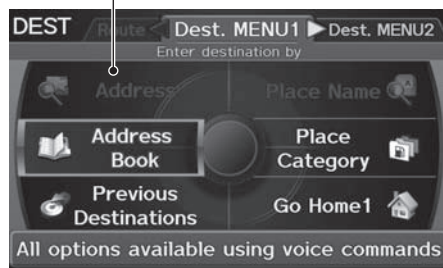 DEST
Route
Dest. MENU1
Dest. MENU2
Enter destination by
Address
Place Name
Address
Book
Place
Category
Previous
Destinations
Go Home1
All options available using voice commands